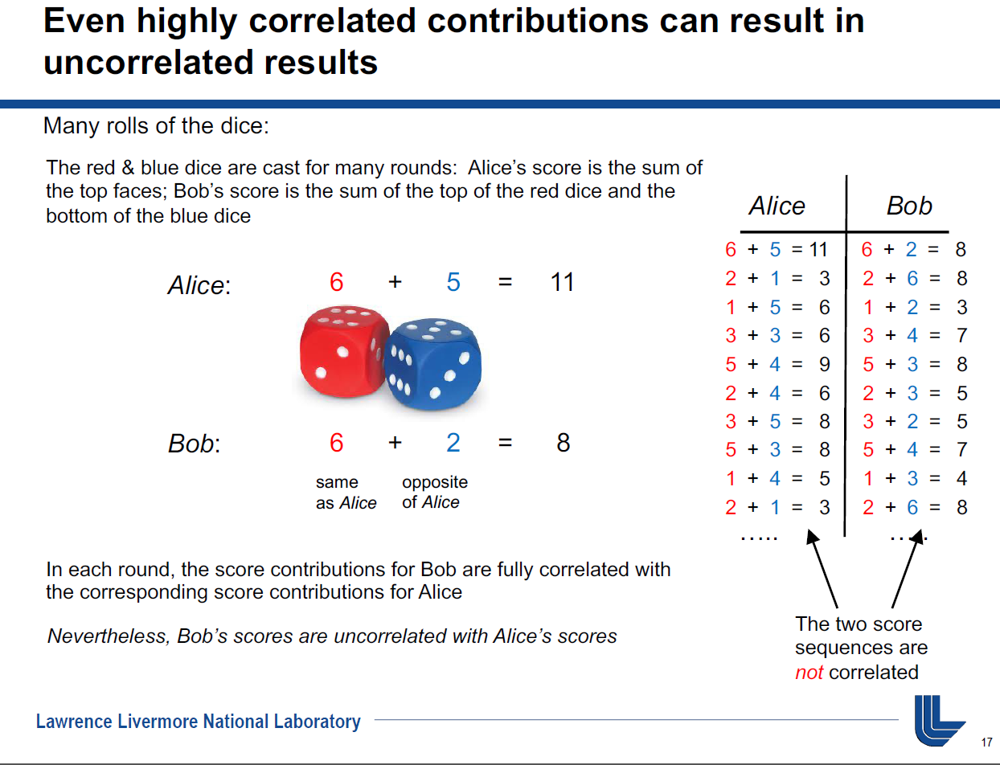 Even highly correlated contributions can result in
uncorrelated results
Many rolls of the dice:
The red & blue dice are cast for many rounds: Alice's score is the sum of
the top faces; Bob's score is the sum of the top of the red dice and the
bottom of the blue dice
Alice: 6 + 5 = 11
Bob: 6 + 2 = 8
same
as Alice
opposite
of Alice
In each round, the score contributions for Bob are fully correlated with
the corresponding score contributions for Alice
Nevertheless, Bob's scores are uncorrelated with Alice's scores
Alice Bob
6 + 5 = 11 6 + 2 = 8
2 + 1 = 3 2 + 6 = 8
1 + 5 = 6 1 + 2 = 3
3 + 3 = 6 3 + 4 = 7
5 + 4 = 9 5 + 3 = 8
2 + 4 = 6 2 + 3 = 5
3 + 5 = 8 3 + 2 = 5
5 + 3 = 8 5 + 4 = 7
1 + 4 = 5 1 + 3 = 4
2 + 1 = 3 2 + 6 = 8
..... .....
The two score
sequences are
not correlated
Lawrence Livermore National Laboratory
17